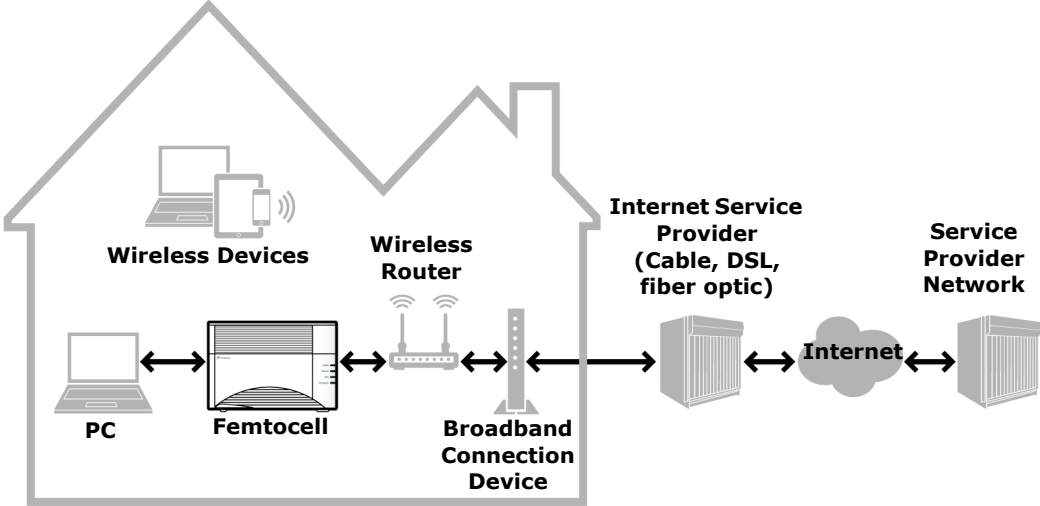 Wireless Devices
Wireless
Router
Internet Service
Provider
(Cable, DSL,
fiber optic)
Service
Provider
Network
Internet
PC
Femtocell
Broadband
Connection
Device